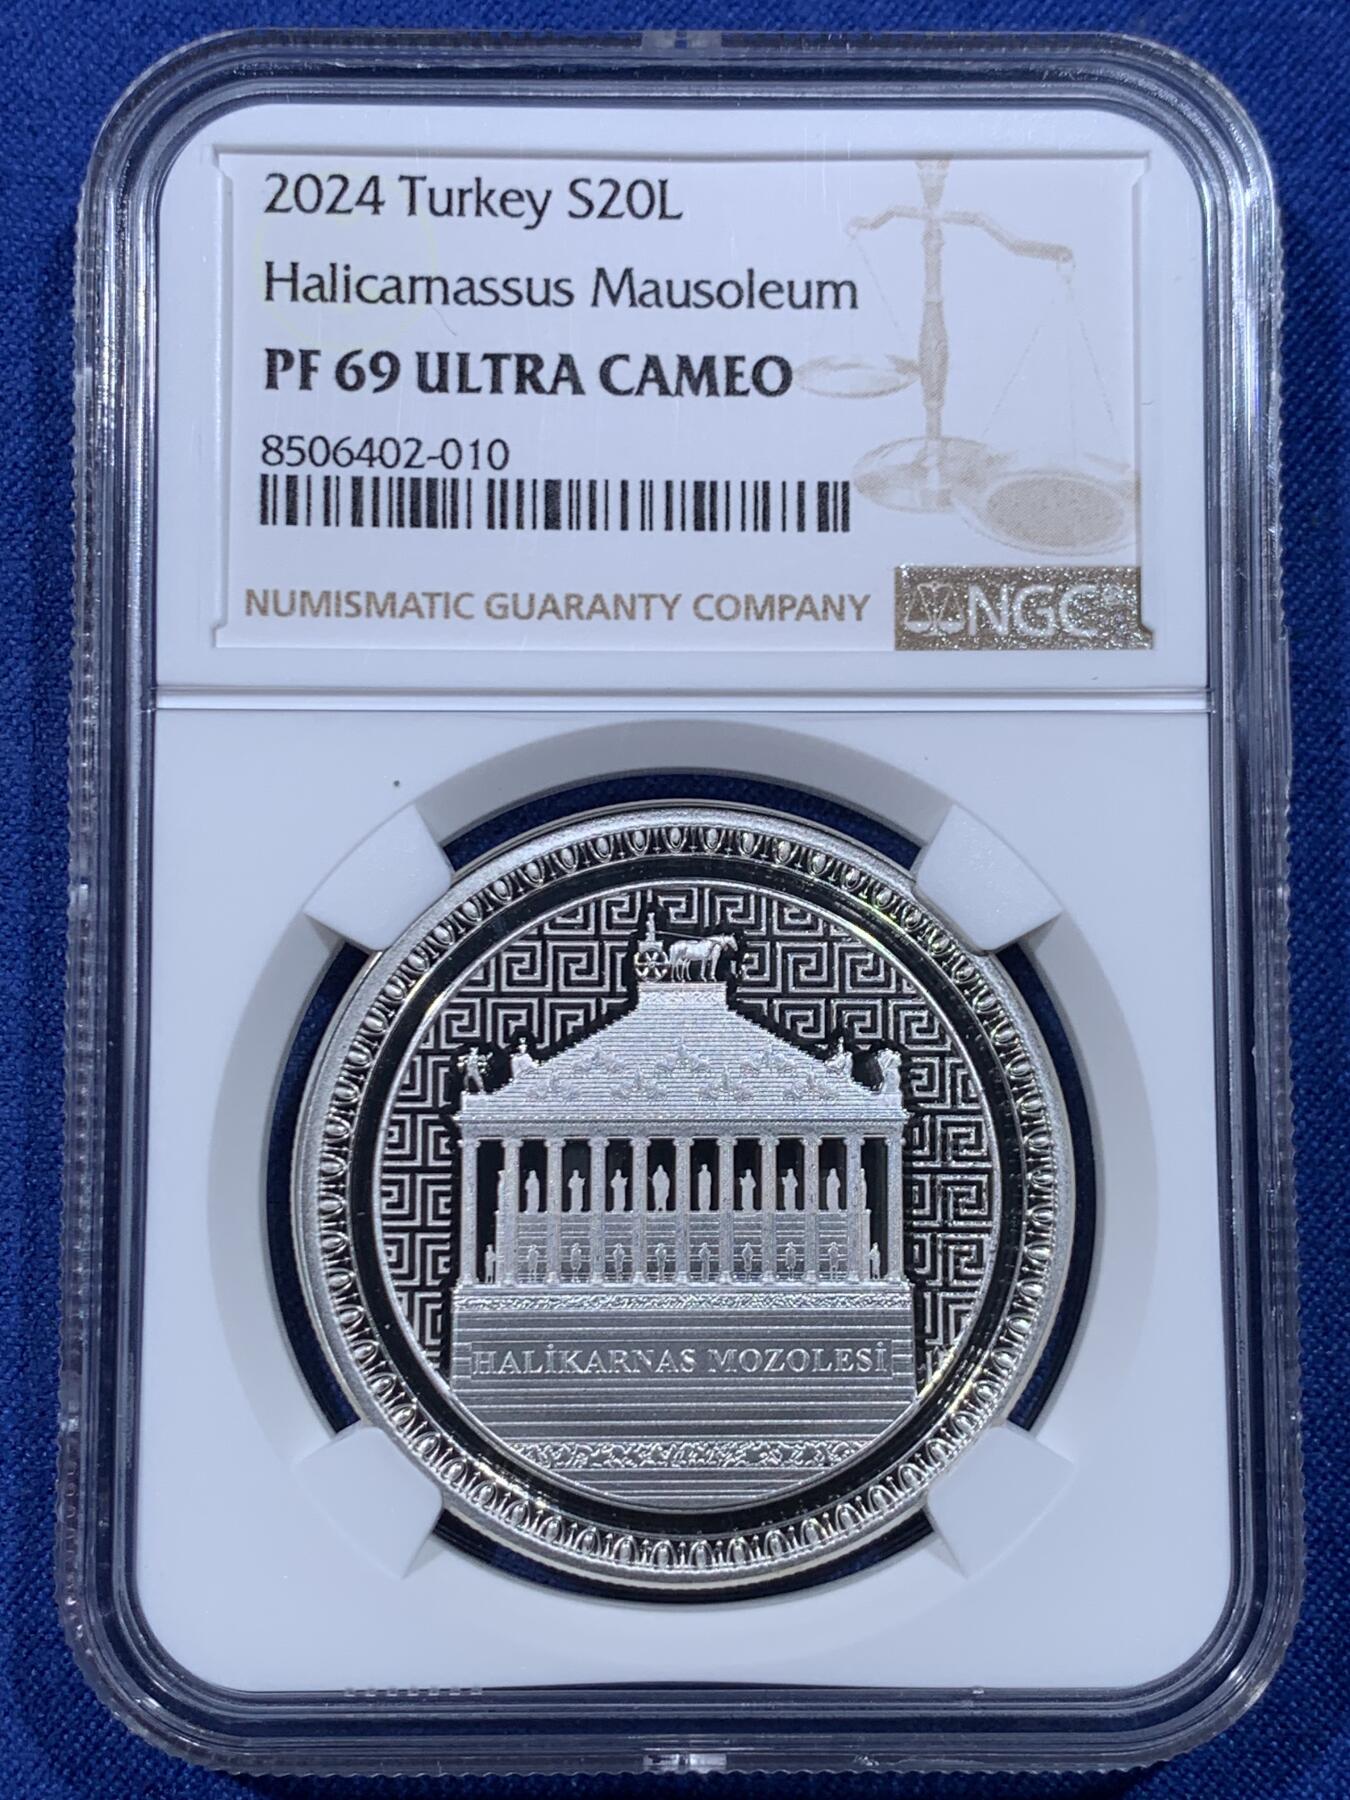 2024 Turkey S20L
Halicarnassus Mausoleum
PF 69 ULTRA CAMEO
8506402-010
NUMISMATIC GUARANTY COMPANY
NGC
HALİKARNAS MOZOLESİ